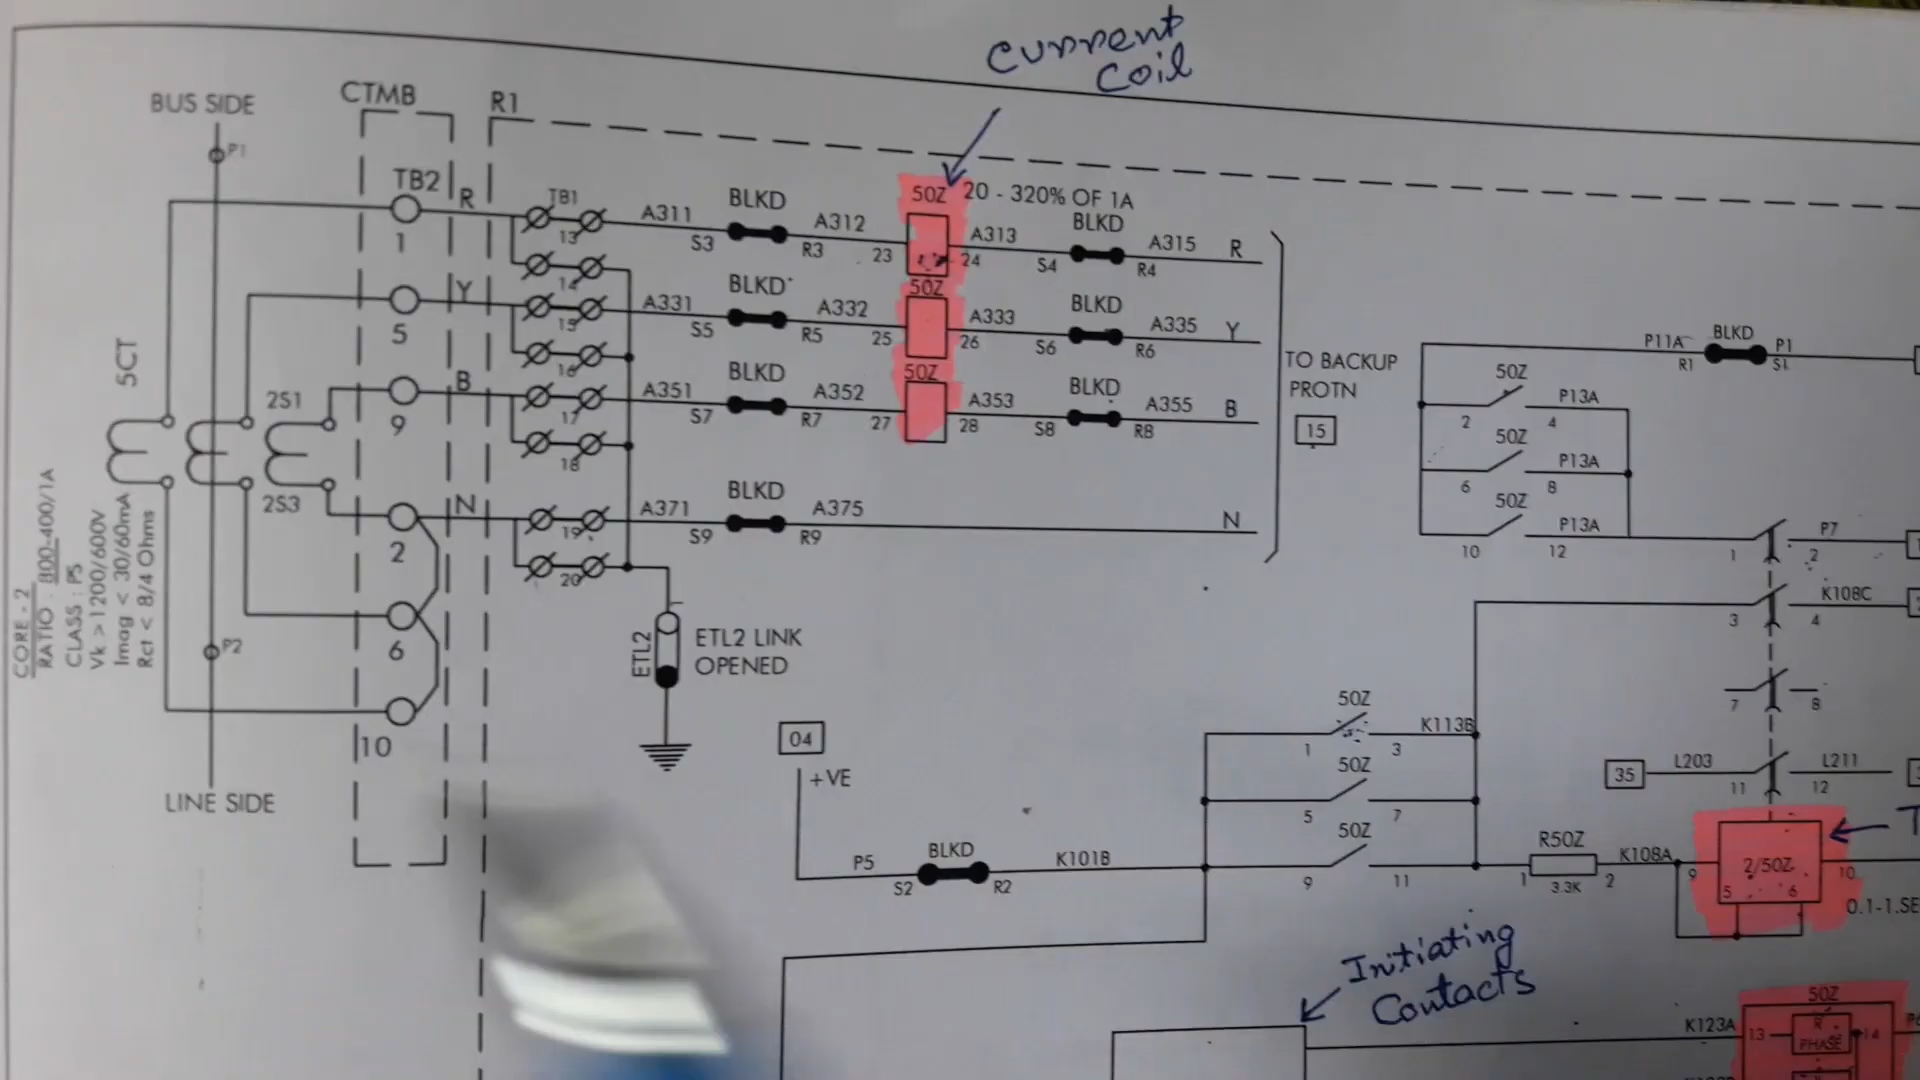 Current
Coil
BUS SIDE
CTMB
R1
P1
TB2
R
TB1
BLKD
50Z
20 - 320% OF 1A
A311
A312
A313
BLKD
A315
R
1
13
S3
R3
23
24
S4
R4
14
Y
BLKD
50Z
BLKD
A331
A332
A333
A335
Y
5
15
S5
R5
25
26
S6
R6
16
B
BLKD
50Z
BLKD
A351
A352
A353
A355
B
9
17
S7
R7
27
28
S8
R8
18
TO BACKUP
PROTN
15
5CT
2S1
2S3
N
BLKD
A371
A375
N
2
19
S9
R9
20
6
10
P2
LINE SIDE
CORE - 2
RATIO : 800-400/1A
CLASS : PS
Vk > 1200/600V
Imag < 30/60mA
Rct < 8/4 Ohms
ETL2
ETL2 LINK
OPENED
P11A
BLKD
P1
R1
S1
50Z
P13A
2
4
50Z
P13A
6
8
50Z
P13A
10
12
1
2
P7
3
4
K108C
7
8
35
L203
L211
11
12
04
+VE
P5
BLKD
K101B
S2
R2
50Z
K113B
1
3
50Z
5
7
50Z
9
11
R50Z
K108A
1
3.3K
2
9
2/50Z
10
5
6
0.1-1.SE
Initiating
Contacts
50Z
K123A
13
R
PHASE
14